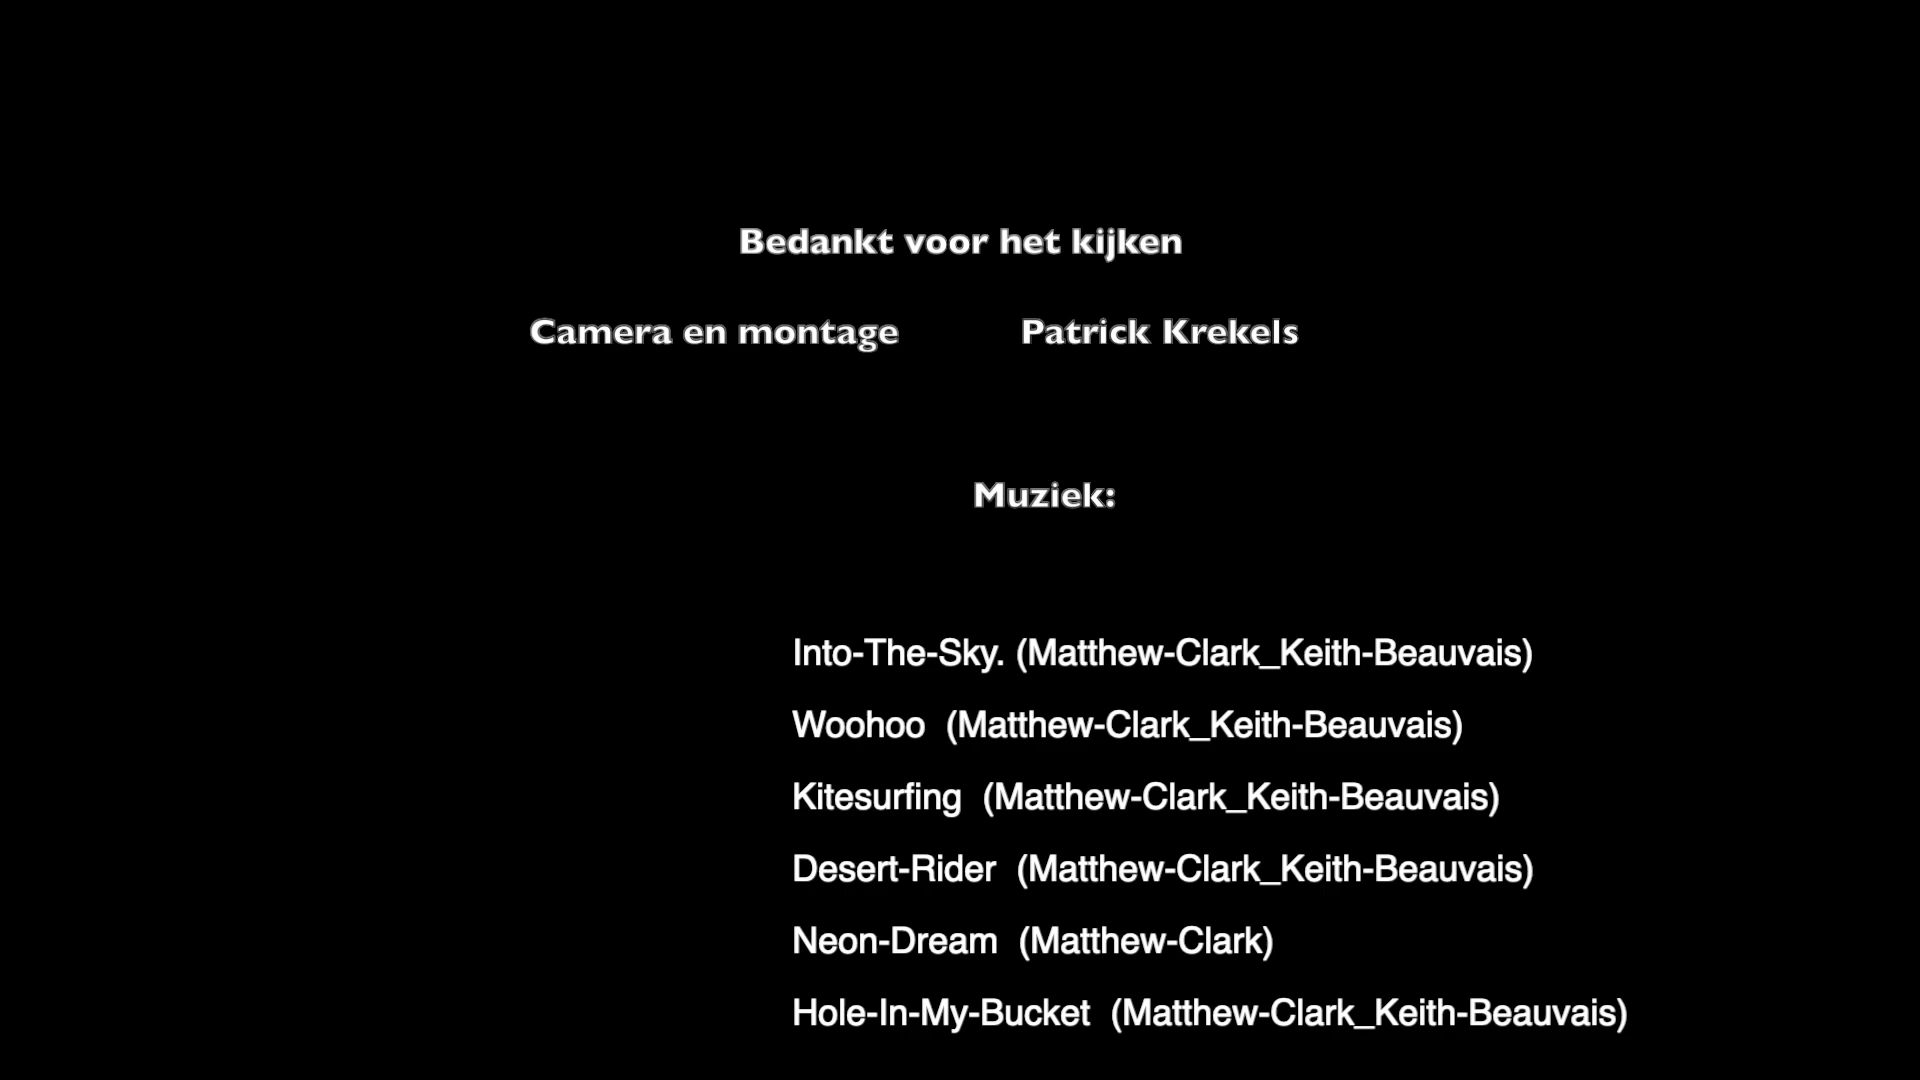 Bedankt voor het kijken
Camera en montage Patrick Krekels
Muziek:
Into-The-Sky. (Matthew-Clark_Keith-Beauvais)
Woohoo (Matthew-Clark_Keith-Beauvais)
Kitesurfing (Matthew-Clark_Keith-Beauvais)
Desert-Rider (Matthew-Clark_Keith-Beauvais)
Neon-Dream (Matthew-Clark)
Hole-In-My-Bucket (Matthew-Clark_Keith-Beauvais)